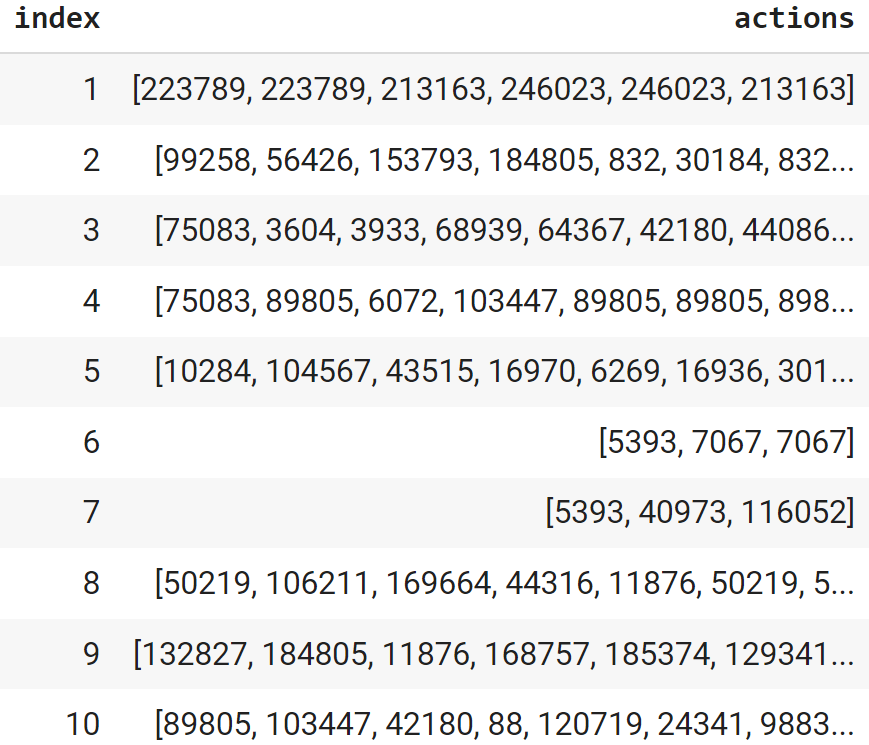 index actions
1 [223789, 223789, 213163, 246023, 246023, 213163]
2 [99258, 56426, 153793, 184805, 832, 30184, 832...
3 [75083, 3604, 3933, 68939, 64367, 42180, 44086...
4 [75083, 89805, 6072, 103447, 89805, 89805, 898...
5 [10284, 104567, 43515, 16970, 6269, 16936, 301...
6 [5393, 7067, 7067]
7 [5393, 40973, 116052]
8 [50219, 106211, 169664, 44316, 11876, 50219, 5...
9 [132827, 184805, 11876, 168757, 185374, 129341...
10 [89805, 103447, 42180, 88, 120719, 24341, 9883...